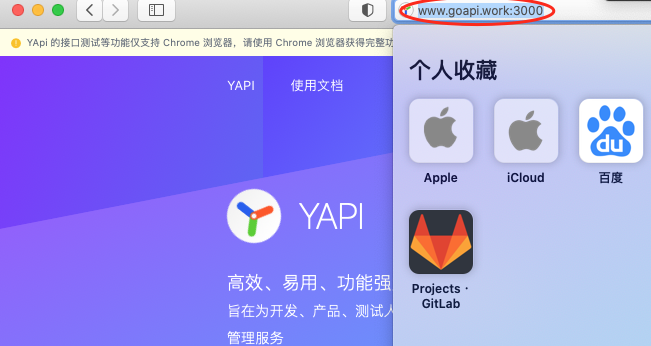 www.goapi.work:3000
YApi 的接口测试等功能仅支持 Chrome 浏览器，请使用 Chrome 浏览器获得完整功
YAPI
使用文档
个人收藏
Apple
iCloud
du
百度
YAPI
Projects ·
GitLab
高效、易用、功能强
旨在为开发、产品、测试人
管理服务